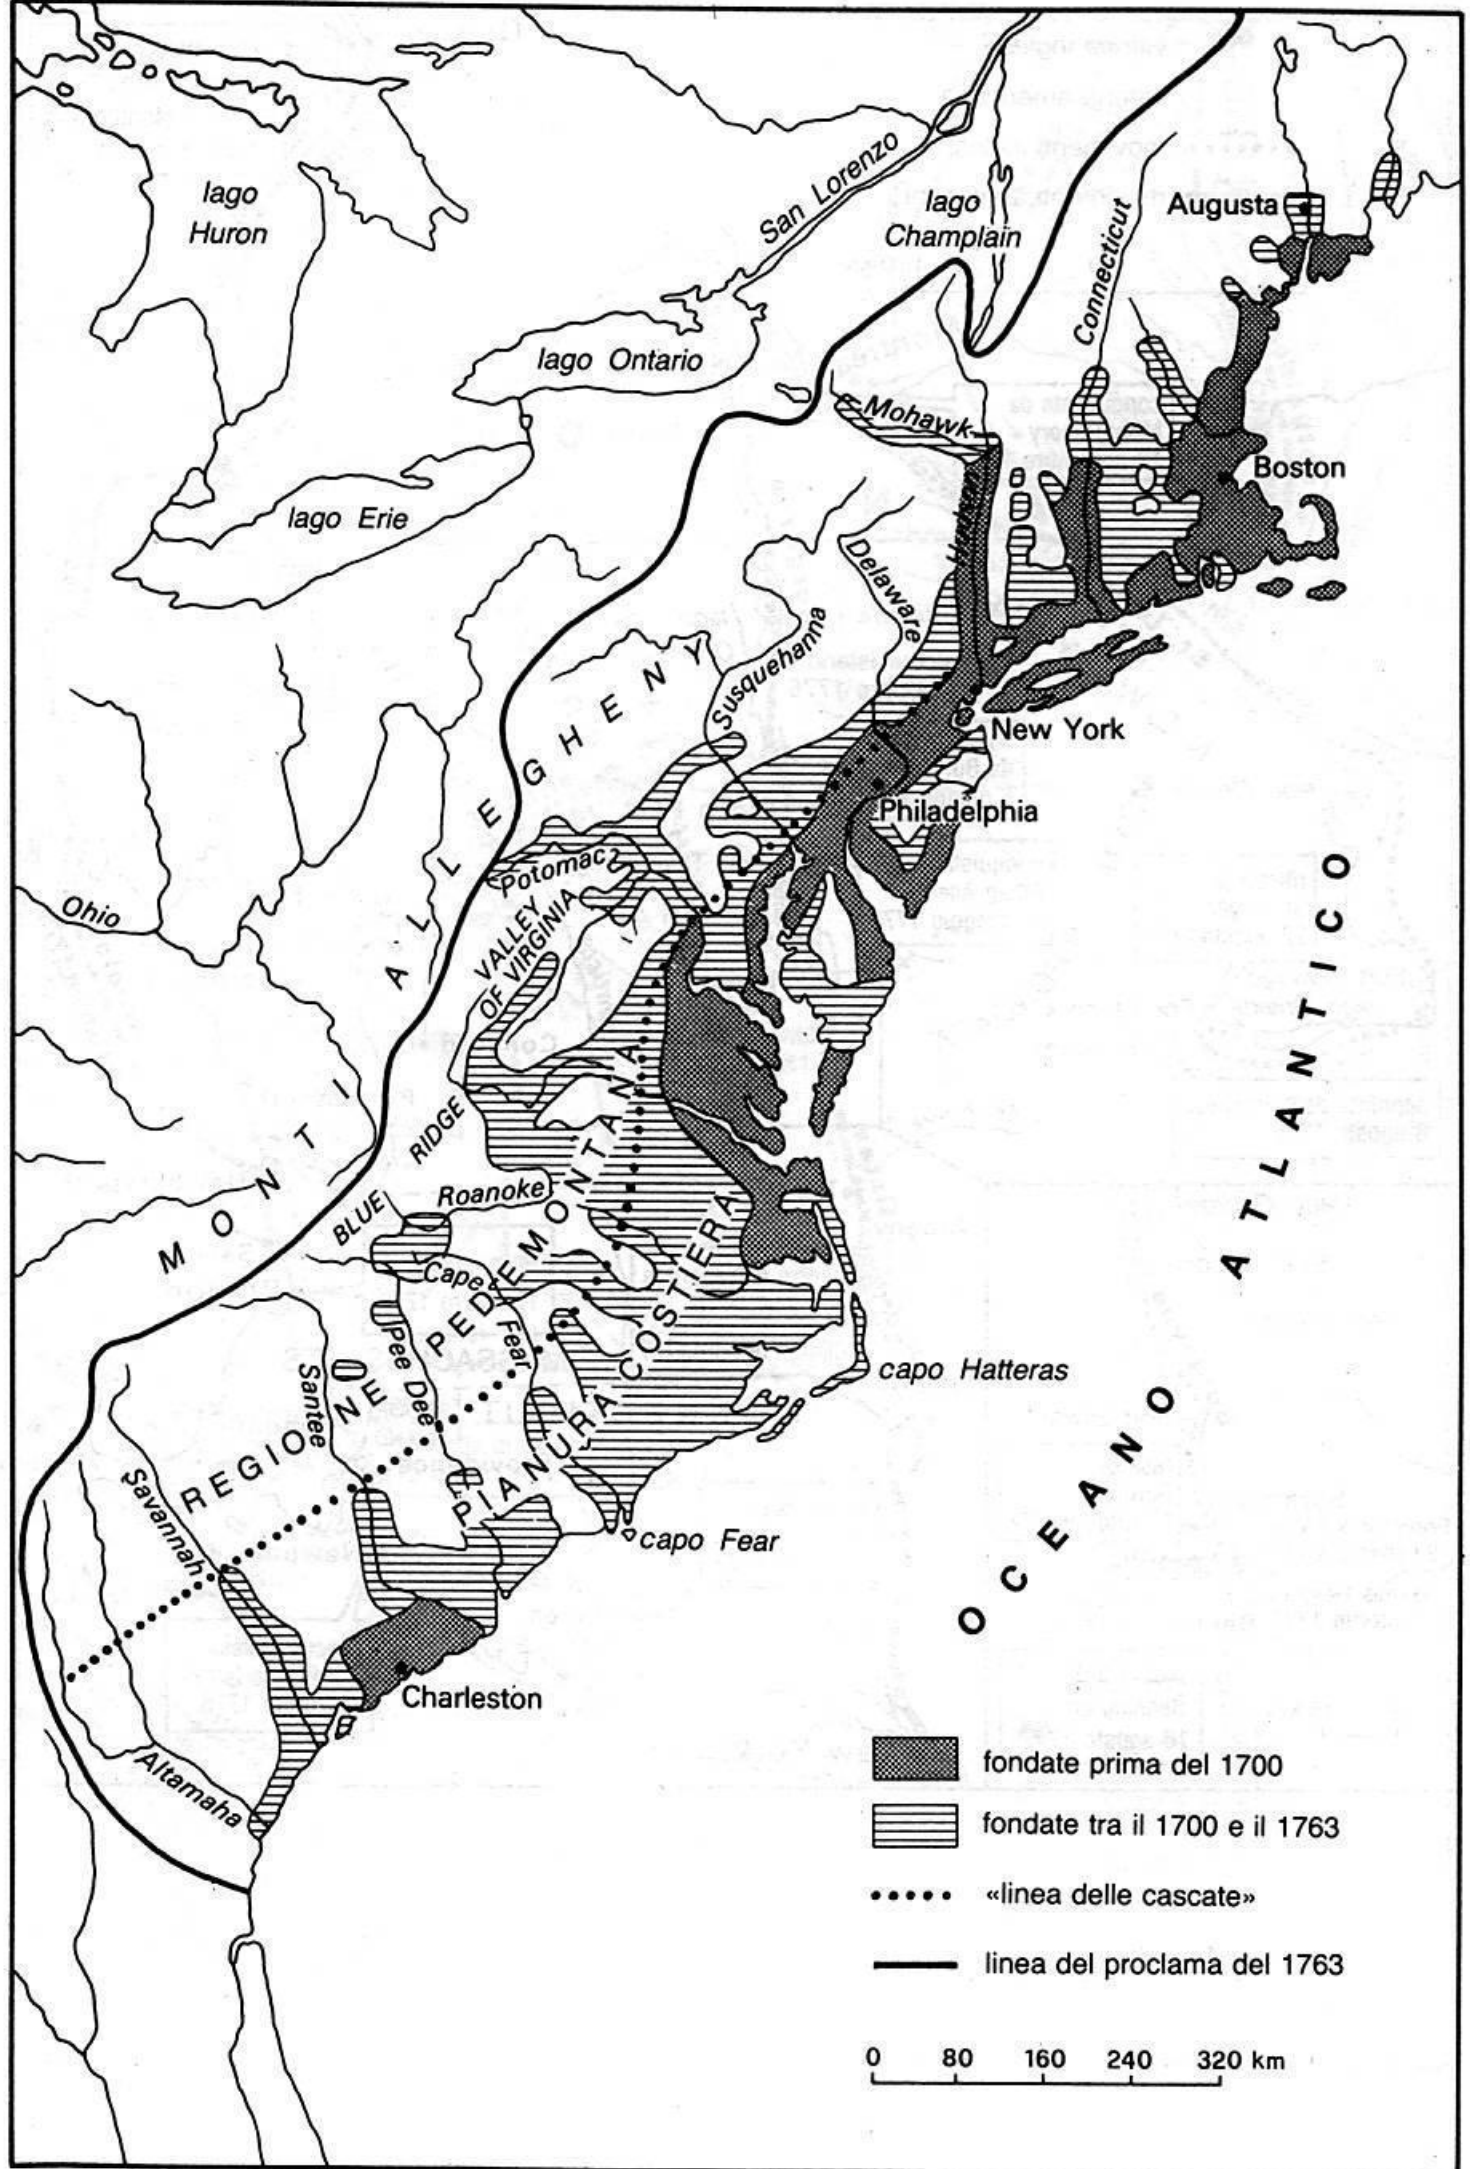 lago
Huron
San Lorenzo
lago
Champlain
Connecticut
Augusta
lago Ontario
Mohawk
Boston
lago Erie
Hudson
Delaware
Susquehanna
New York
Philadelphia
MONTI ALLEGHENY
Ohio
Potomac
VALLEY
OF VIRGINIA
BLUE RIDGE
Roanoke
Cape Fear
Pee Dee
Santee
REGIONE PEDEMONTANA
PIANURA COSTIERA
capo Hatteras
Savannah
capo Fear
Charleston
Altamaha
OCEANO ATLANTICO
fondate prima del 1700
fondate tra il 1700 e il 1763
«linea delle cascate»
linea del proclama del 1763
0 80 160 240 320 km